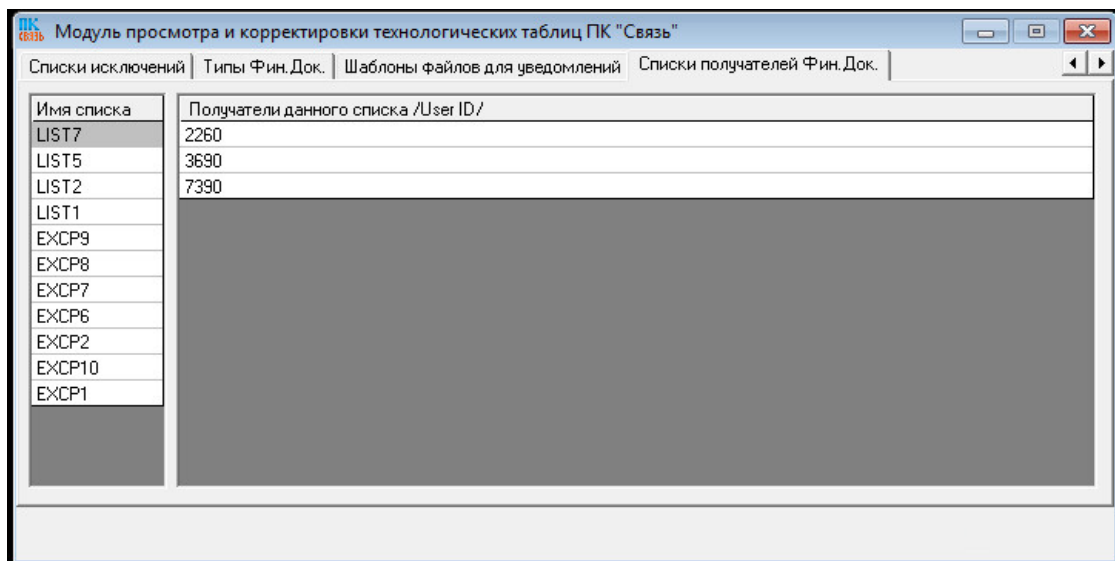 ПК СВЯЗЬ Модуль просмотра и корректировки технологических таблиц ПК "Связь"
Списки исключений Типы Фин.Док. Шаблоны файлов для уведомлений Списки получателей Фин.Док.
Имя списка Получатели данного списка /User ID/
LIST7 2260
LIST5 3690
LIST2 7390
LIST1
EXCP9
EXCP8
EXCP7
EXCP6
EXCP2
EXCP10
EXCP1